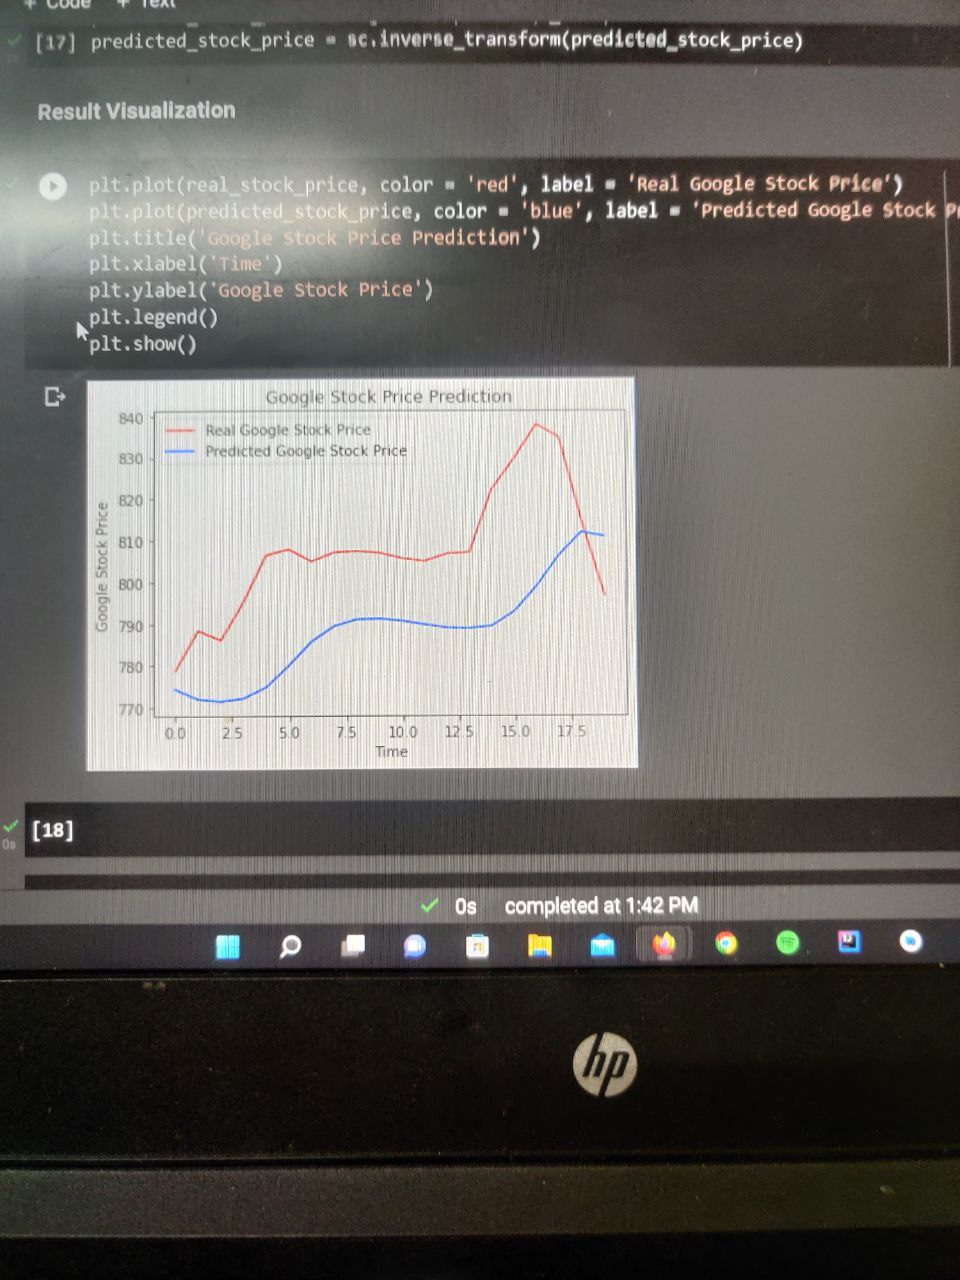 + Code + Text
[17] predicted_stock_price = sc.inverse_transform(predicted_stock_price)
Result Visualization
plt.plot(real_stock_price, color = 'red', label = 'Real Google Stock Price')
plt.plot(predicted_stock_price, color = 'blue', label = 'Predicted Google Stock Pr
plt.title('Google Stock Price Prediction')
plt.xlabel('Time')
plt.ylabel('Google Stock Price')
plt.legend()
plt.show()
Google Stock Price Prediction
Real Google Stock Price
Predicted Google Stock Price
Google Stock Price
840
830
820
810
800
790
780
770
0.0 2.5 5.0 7.5 10.0 12.5 15.0 17.5
Time
[18]
0s
0s completed at 1:42 PM
hp